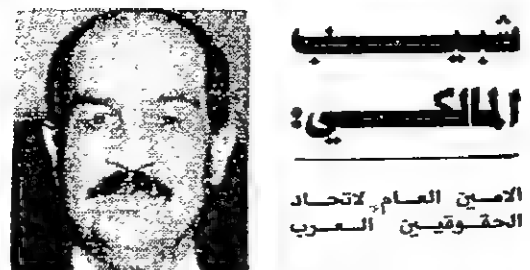 شبيب
المالكي:
الامين العام لاتحاد
الحقوقيين العرب